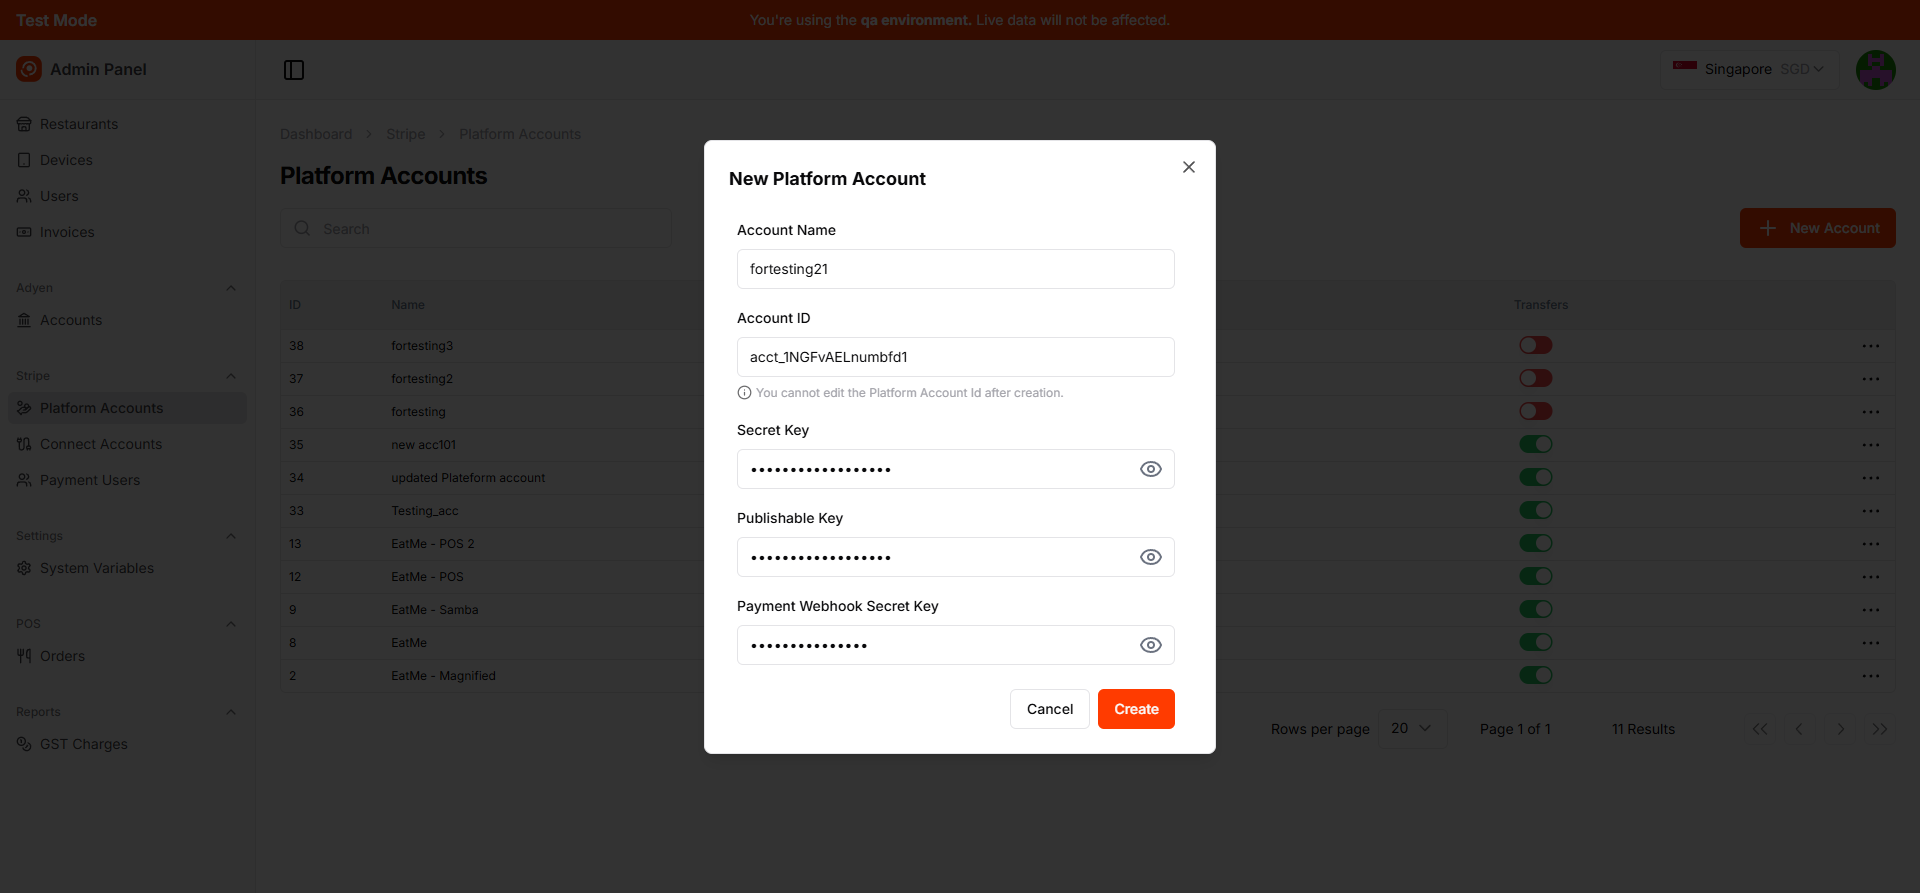 Test Mode
You're using the qa environment. Live data will not be affected.
Admin Panel
Singapore SGD
Restaurants
Devices
Users
Invoices
Adyen
Accounts
Stripe
Platform Accounts
Connect Accounts
Payment Users
Settings
System Variables
POS
Orders
Reports
GST Charges
Dashboard > Stripe > Platform Accounts
Platform Accounts
Search
New Account
ID Name Transfers
38 fortesting3
37 fortesting2
36 fortesting
35 new acc101
34 updated Plateform account
33 Testing_acc
13 EatMe - POS 2
12 EatMe - POS
9 EatMe - Samba
8 EatMe
2 EatMe - Magnified
Rows per page 20 Page 1 of 1 11 Results
New Platform Account
Account Name
fortesting21
Account ID
acct_1NGFvAELnumbfd1
You cannot edit the Platform Account Id after creation.
Secret Key
••••••••••••••••••
Publishable Key
••••••••••••••••••
Payment Webhook Secret Key
•••••••••••••••
Cancel Create